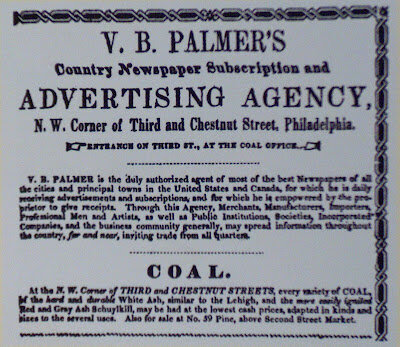 V. B. PALMER'S
Country Newspaper Subscription and
ADVERTISING AGENCY,
N. W. Corner of Third and Chestnut Street, Philadelphia.
ENTRANCE ON THIRD ST., AT THE COAL OFFICE.
V. B. PALMER is the duly authorized agent of most of the best Newspapers of all
the cities and principal towns in the United States and Canada, for which he is daily
receiving advertisements and subscriptions, and for which he is empowered by the pro-
prietor to give receipts. Through this Agency, Merchants, Manufacturers, Importers,
Professional Men and Artists, as well as Public Institutions, Societies, Incorporated
Companies, and the business community generally, may spread information throughout
the country, far and near, inviting trade from all quarters.
COAL.
At the N. W. Corner of THIRD and CHESTNUT STREETS, every variety of COAL,
of the hard and durable White Ash, similar to the Lehigh, and the more easily ignited
Red and Gray Ash Schuylkill, may be had at the lowest cash prices, adapted in kinds and
sizes to the several uses. Also for sale at No. 59 Pine, above Second Street Market.